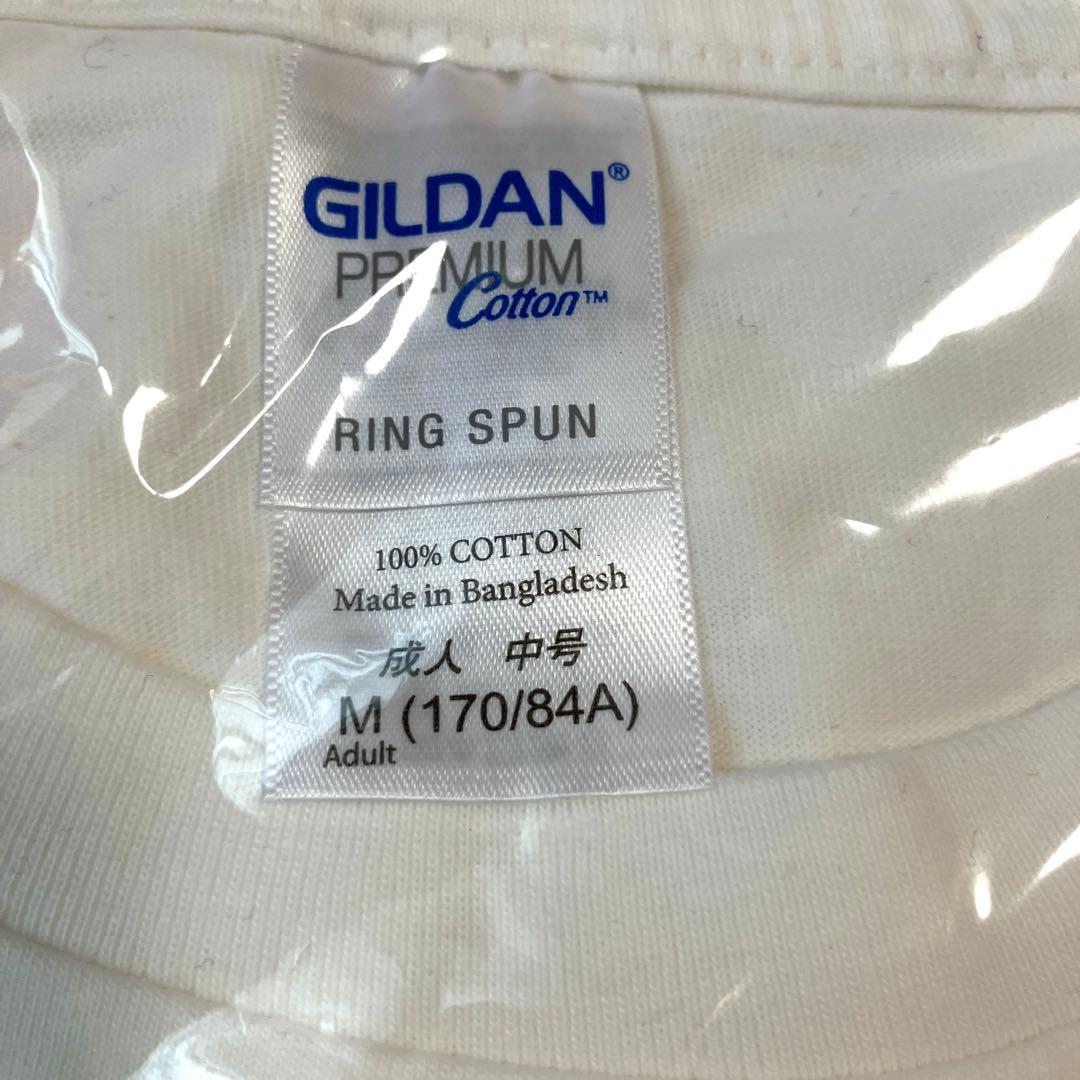 GILDAN®
PREMIUM
Cotton™
RING SPUN
100% COTTON
Made in Bangladesh
成人 中号
M (170/84A)
Adult